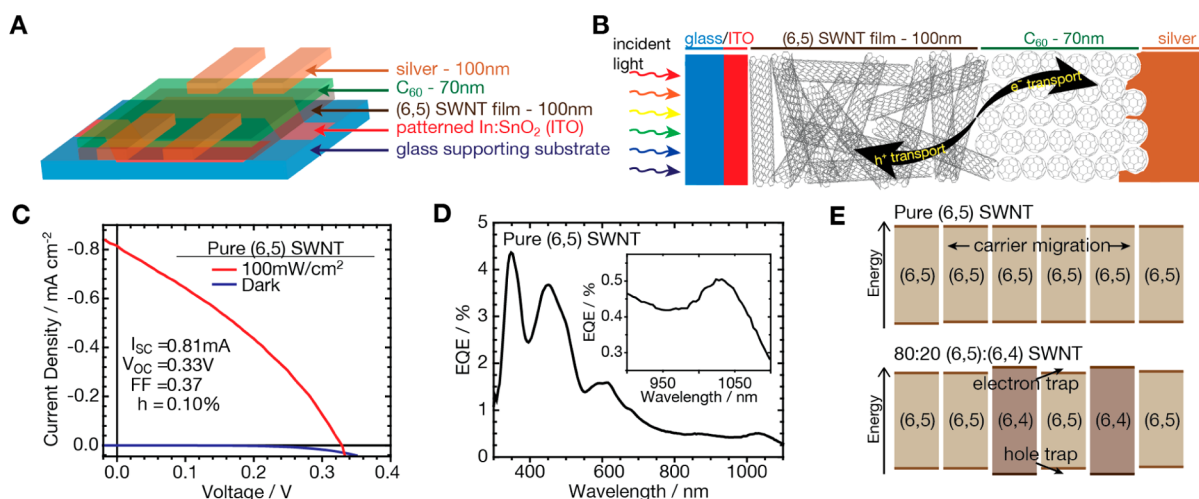 A
silver - 100nm
C60 - 70nm
(6,5) SWNT film - 100nm
patterned In:SnO2 (ITO)
glass supporting substrate
B
incident
light
glass/ITO
(6,5) SWNT film - 100nm
C60 - 70nm
silver
e- transport
h+ transport
C
Pure (6,5) SWNT
100mW/cm2
Dark
ISC =0.81mA
VOC =0.33V
FF =0.37
h =0.10%
Current Density / mA cm-2
-0.8
-0.6
-0.4
-0.2
0.0
0.0
0.1
0.2
0.3
0.4
Voltage / V
D
Pure (6,5) SWNT
EQE / %
5
4
3
2
1
0
400
600
800
1000
Wavelength / nm
EQE / %
0.5
0.4
0.3
950
1050
Wavelength / nm
E
Pure (6,5) SWNT
Energy
carrier migration
(6,5) (6,5) (6,5) (6,5) (6,5) (6,5)
80:20 (6,5):(6,4) SWNT
Energy
electron trap
(6,5) (6,5) (6,4) (6,5) (6,4) (6,5)
hole trap